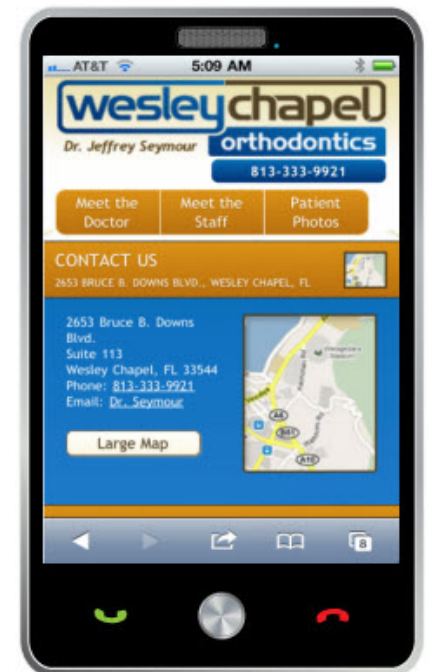 AT&T 5:09 AM
wesley chapel
Dr. Jeffrey Seymour orthodontics
813-333-9921
Meet the Doctor
Meet the Staff
Patient Photos
CONTACT US
2653 BRUCE B. DOWNS BLVD., WESLEY CHAPEL, FL
2653 Bruce B. Downs
Blvd.
Suite 113
Wesley Chapel, FL 33544
Phone: 813-333-9921
Email: Dr. Seymour
Large Map
A10
8